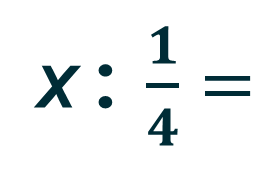 x : 1/4 =